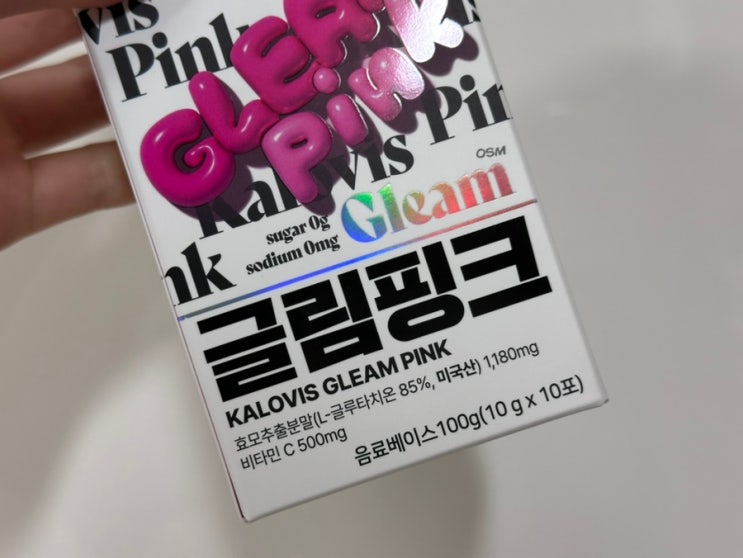 Pink
GLEAM
PINK
Kalovis Pin
OSM
Gleam
sugar 0g
sodium 0mg
nk
글림핑크
KALOVIS GLEAM PINK
효모추출분말(L-글루타치온 85%, 미국산) 1,180mg
비타민 C 500mg
음료베이스100g(10 g x 10포)